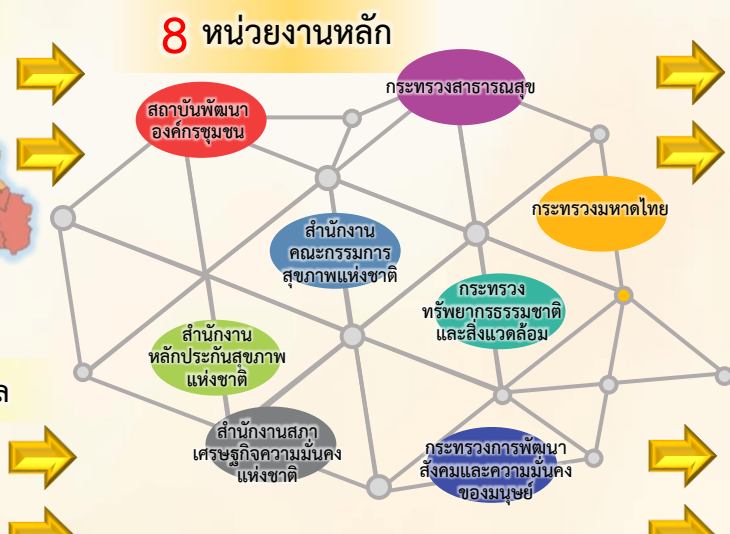 8 หน่วยงานหลัก
กระทรวงสาธารณสุข
สถาบันพัฒนา
องค์กรชุมชน
กระทรวงมหาดไทย
สำนักงาน
คณะกรรมการ
สุขภาพแห่งชาติ
กระทรวง
ทรัพยากรธรรมชาติ
และสิ่งแวดล้อม
สำนักงาน
หลักประกันสุขภาพ
แห่งชาติ
สำนักงานสภา
เศรษฐกิจความมั่นคง
แห่งชาติ
กระทรวงการพัฒนา
สังคมและความมั่นคง
ของมนุษย์